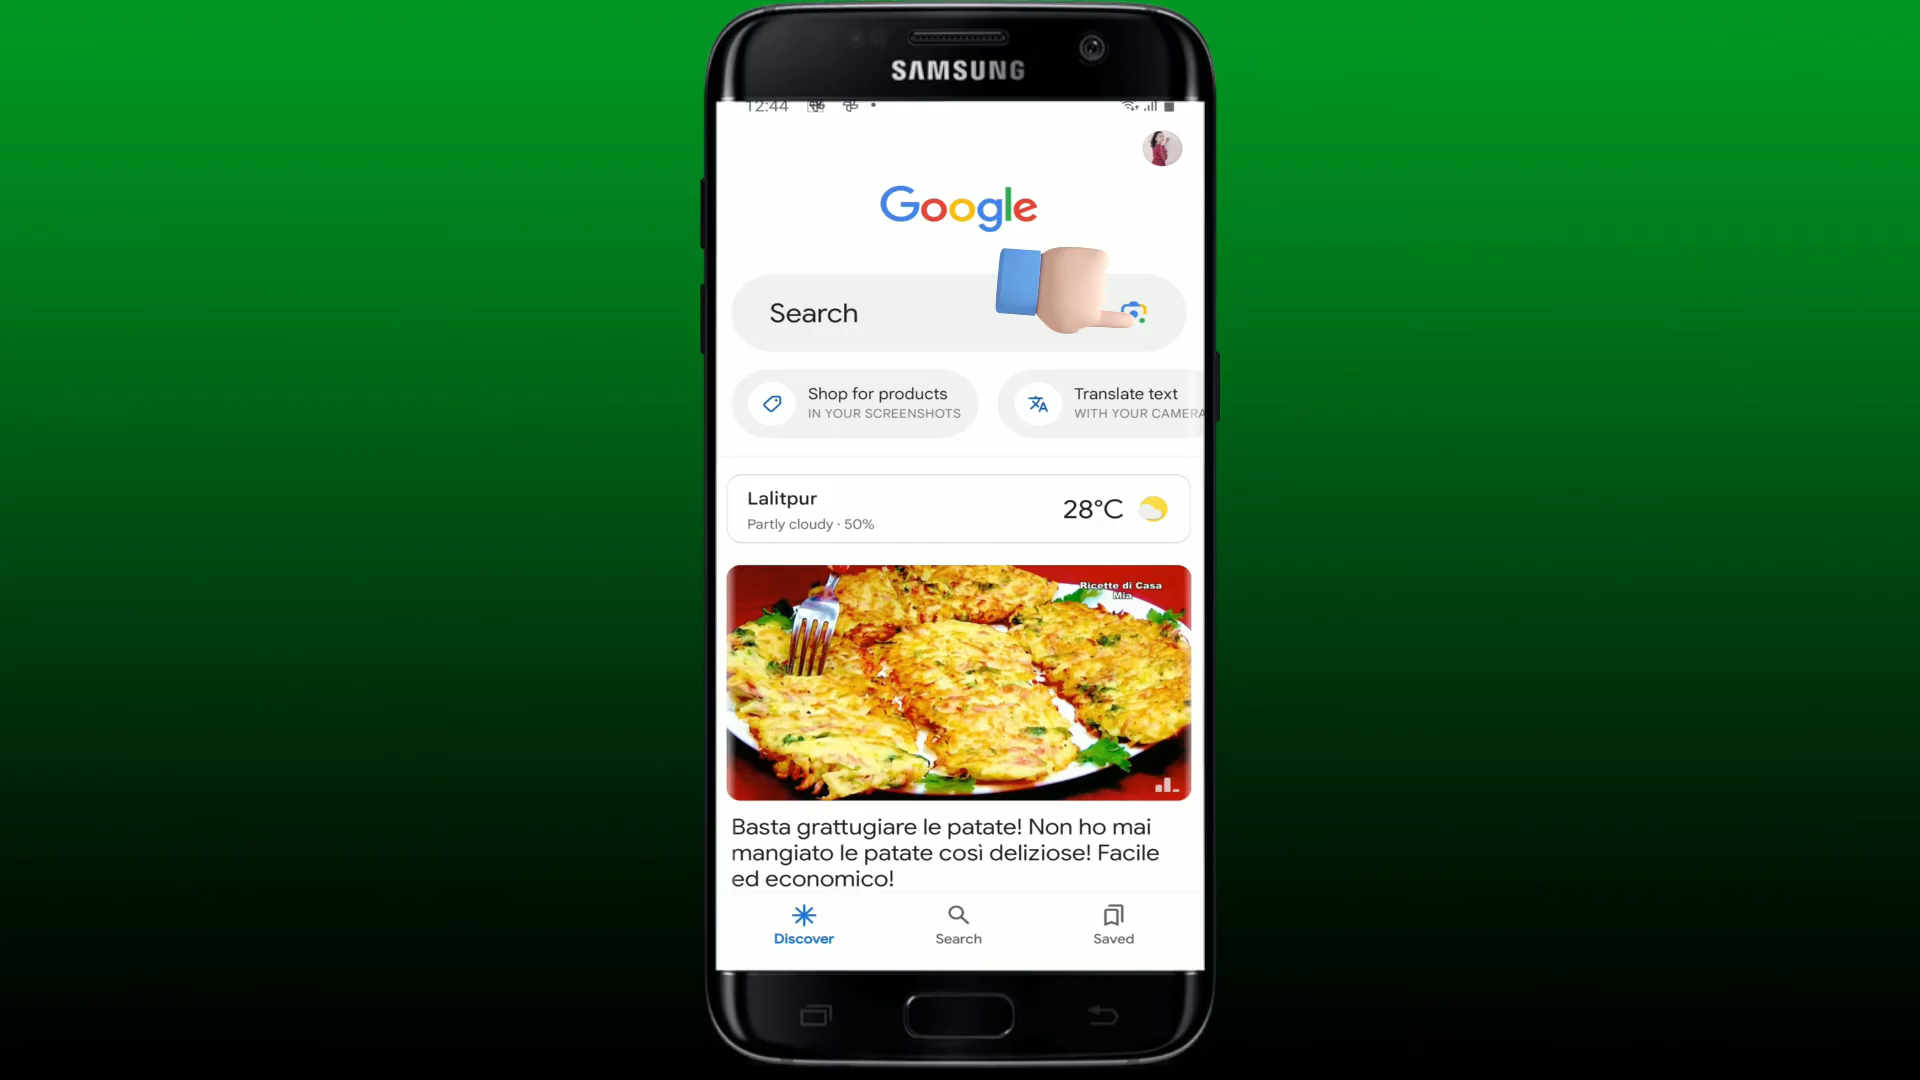 SAMSUNG
12:44
Google
Search
Shop for products
IN YOUR SCREENSHOTS
Translate text
WITH YOUR CAMERA
Lalitpur
28°C
Partly cloudy · 50%
Ricette di Casa
Mia
Basta grattugiare le patate! Non ho mai
mangiato le patate così deliziose! Facile
ed economico!
Discover
Search
Saved